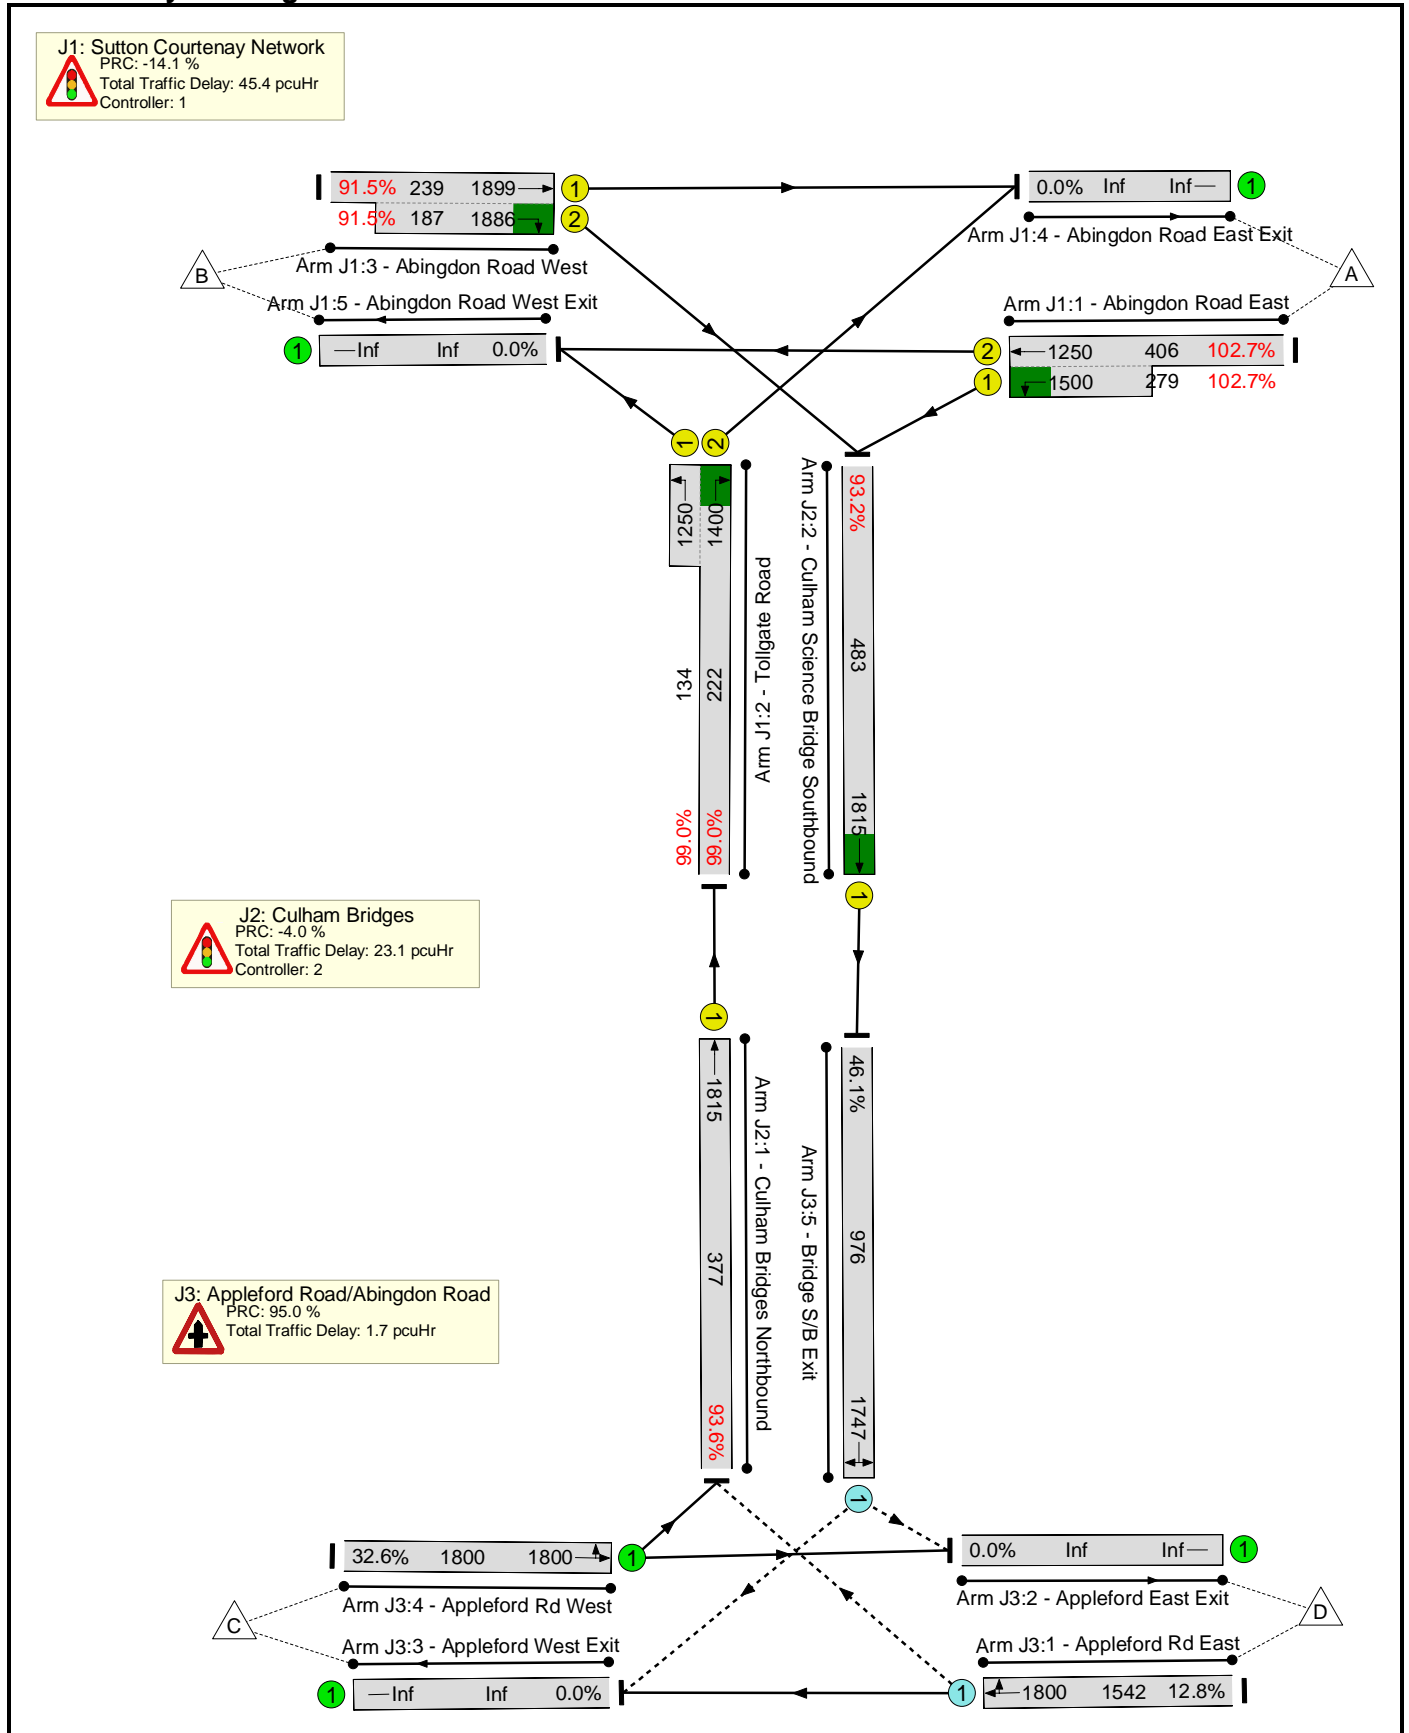 J1: Sutton Courtenay Network
PRC: -14.1 %
Total Traffic Delay: 45.4 pcuHr
Controller: 1
91.5% 239 1899
1
91.5% 187 1886
2
Arm J1:3 - Abingdon Road West
B
Arm J1:5 - Abingdon Road West Exit
1
Inf Inf 0.0%
0.0% Inf Inf
1
Arm J1:4 - Abingdon Road East Exit
A
Arm J1:1 - Abingdon Road East
2
1250 406 102.7%
1
1500 279 102.7%
1
2
1250
1400
134
222
99.0%
99.0%
Arm J1:2 - Tollgate Road
Arm J2:2 - Culham Science Bridge Southbound
93.2%
483
1815
1
J2: Culham Bridges
PRC: -4.0 %
Total Traffic Delay: 23.1 pcuHr
Controller: 2
1
1815
377
93.6%
Arm J2:1 - Culham Bridges Northbound
Arm J3:5 - Bridge S/B Exit
46.1%
976
1747
1
J3: Appleford Road/Abingdon Road
PRC: 95.0 %
Total Traffic Delay: 1.7 pcuHr
32.6% 1800 1800
1
Arm J3:4 - Appleford Rd West
C
Arm J3:3 - Appleford West Exit
1
Inf Inf 0.0%
0.0% Inf Inf
1
Arm J3:2 - Appleford East Exit
D
Arm J3:1 - Appleford Rd East
1
1800 1542 12.8%